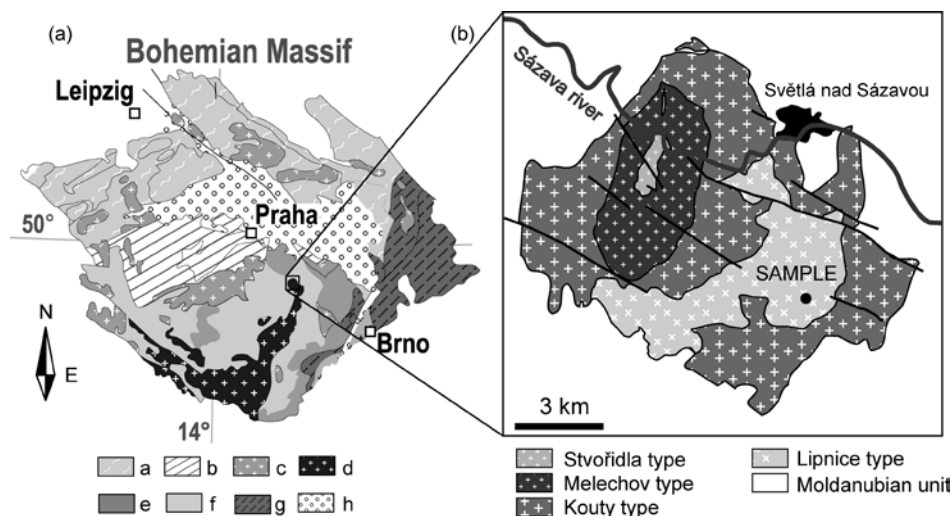 (a)
Bohemian Massif
Leipzig
50°
Praha
Brno
N
E
14°
a b c d
e f g h
(b)
Sázava river
Světlá nad Sázavou
SAMPLE
3 km
Stvořidla type
Melechov type
Kouty type
Lipnice type
Moldanubian unit